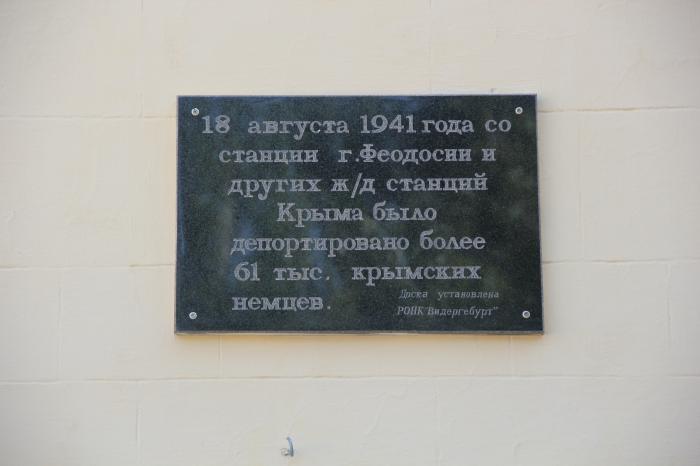 18 августа 1941 года со
станции г.Феодосии и
других ж/д станций
Крыма было
депортировано более
61 тыс. крымских
немцев.
Доска установлена
РОНК"Видергебурт"